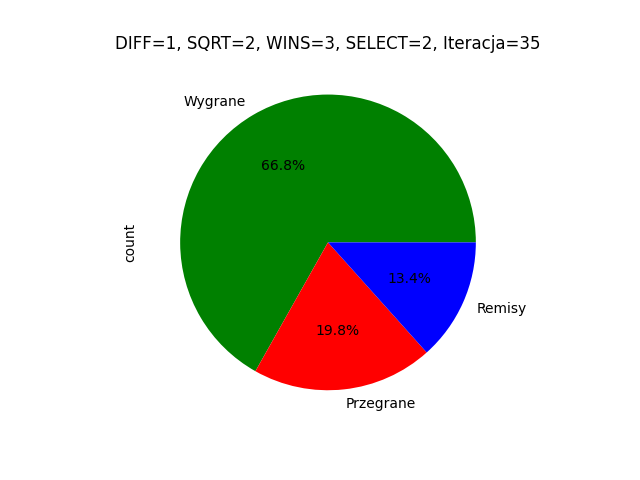 DIFF=1, SQRT=2, WINS=3, SELECT=2, Iteracja=35
Wygrane
66.8%
count
13.4%
Remisy
19.8%
Przegrane